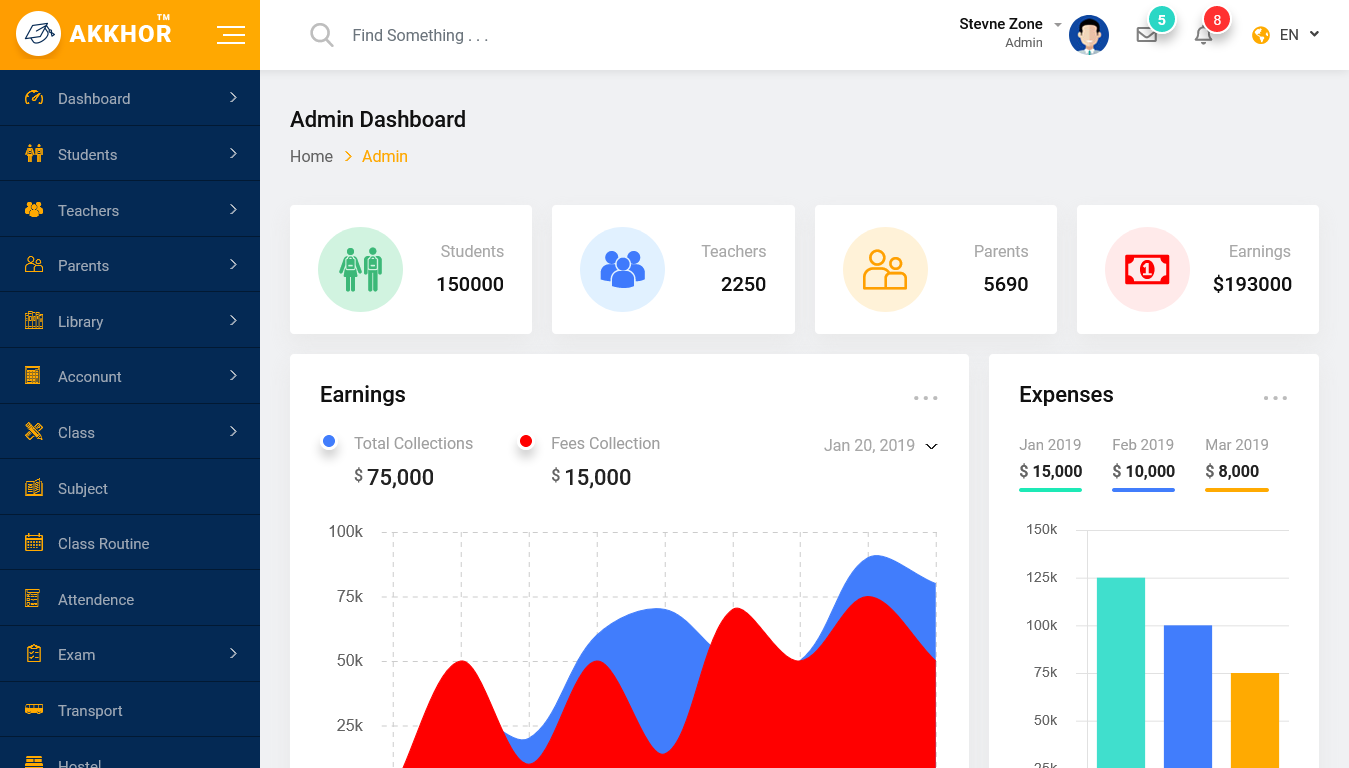 AKKHOR™
Find Something . . .
Stevne Zone
Admin
5
8
EN
Dashboard
Students
Teachers
Parents
Library
Acconunt
Class
Subject
Class Routine
Attendence
Exam
Transport
Hostel
Admin Dashboard
Home > Admin
Students
150000
Teachers
2250
Parents
5690
1
Earnings
$193000
Earnings
Total Collections
$ 75,000
Fees Collection
$ 15,000
Jan 20, 2019
100k
75k
50k
25k
Expenses
Jan 2019
$ 15,000
Feb 2019
$ 10,000
Mar 2019
$ 8,000
150k
125k
100k
75k
50k
25k